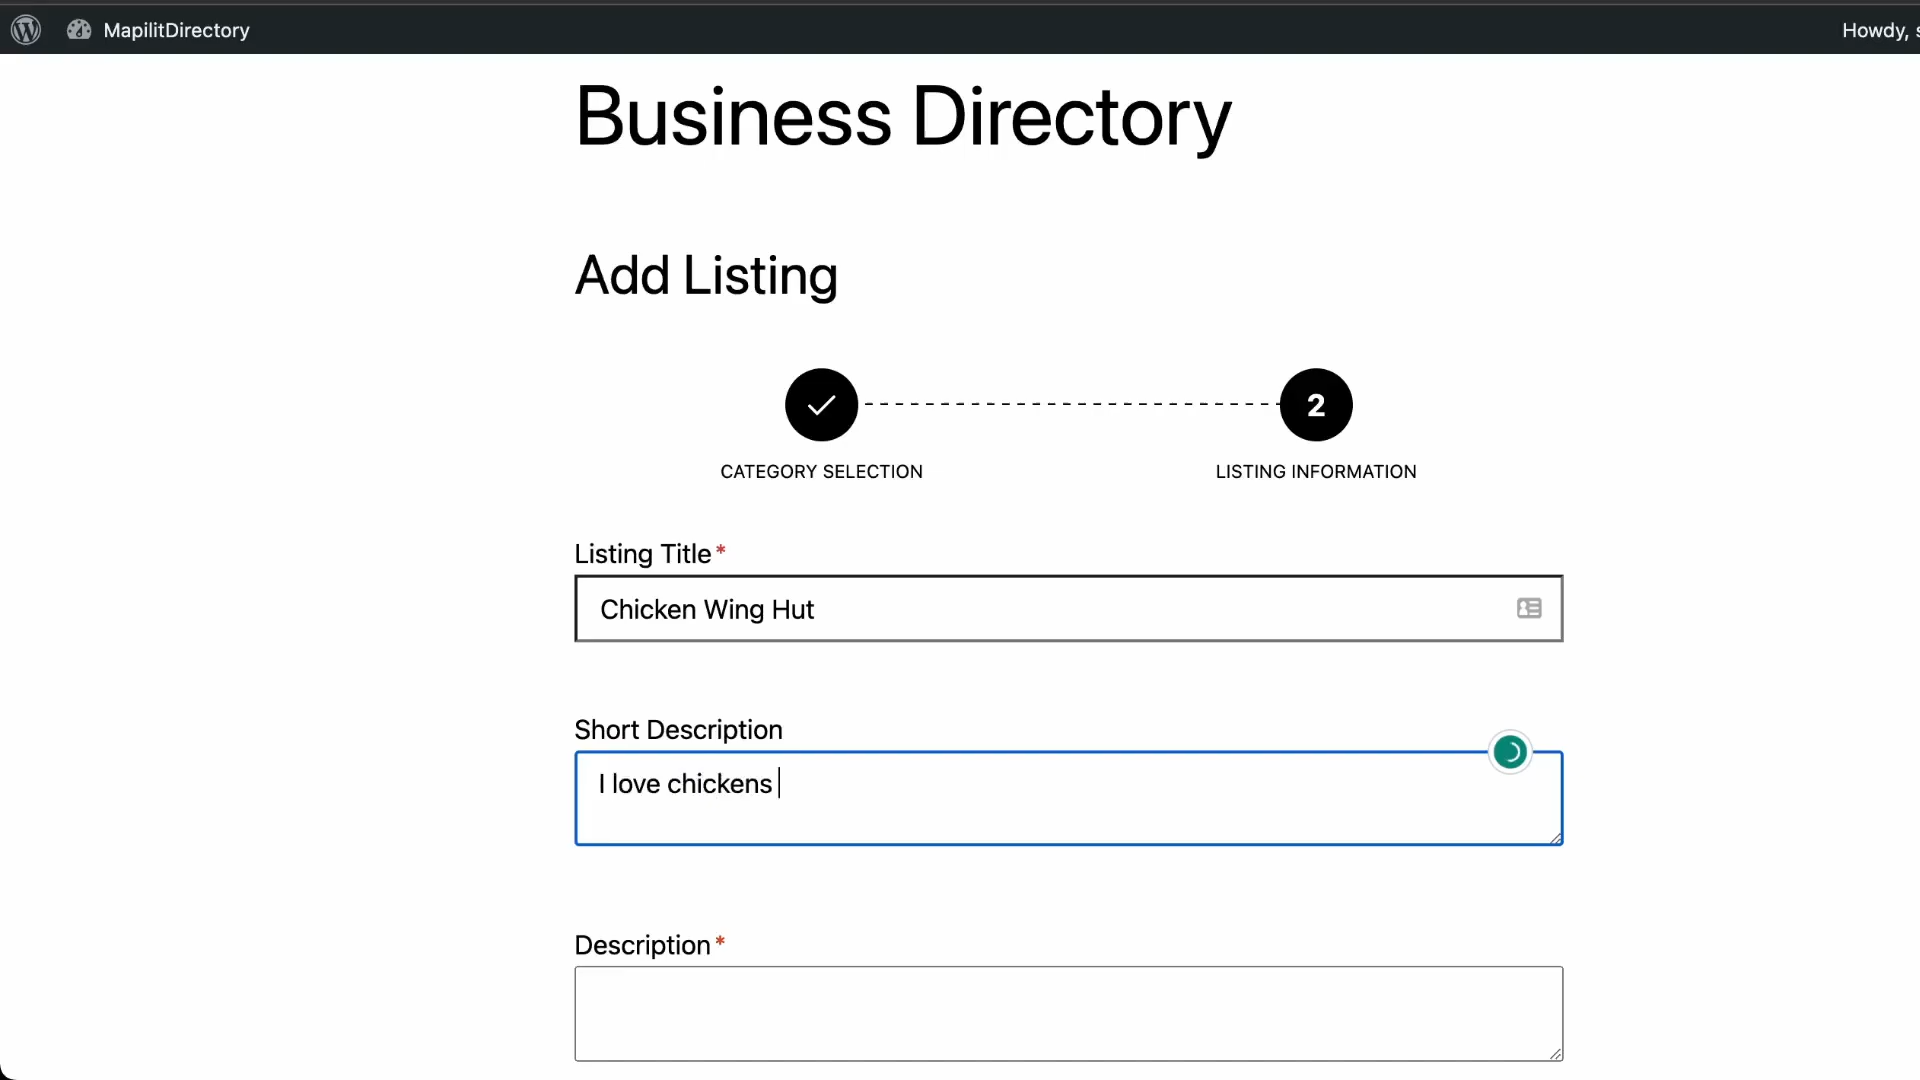 MapilitDirectory
Howdy, s
Business Directory
Add Listing
2
CATEGORY SELECTION
LISTING INFORMATION
Listing Title*
Chicken Wing Hut
Short Description
I love chickens
Description*